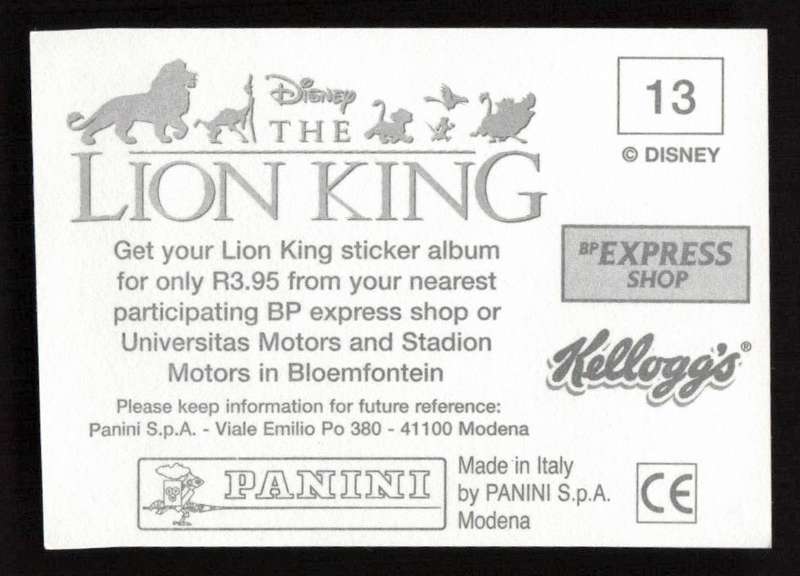 Disney
THE
LION KING
13
© DISNEY
Get your Lion King sticker album
for only R3.95 from your nearest
participating BP express shop or
Universitas Motors and Stadion
Motors in Bloemfontein
BP EXPRESS
SHOP
Kellogg's®
Please keep information for future reference:
Panini S.p.A. - Viale Emilio Po 380 - 41100 Modena
PANINI
Made in Italy
by PANINI S.p.A.
Modena
CE